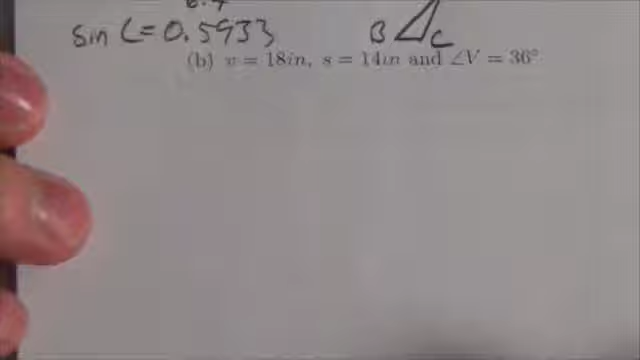 sin C = 0.5933
B C
(b) v = 18in, s = 14in and ∠V = 36°